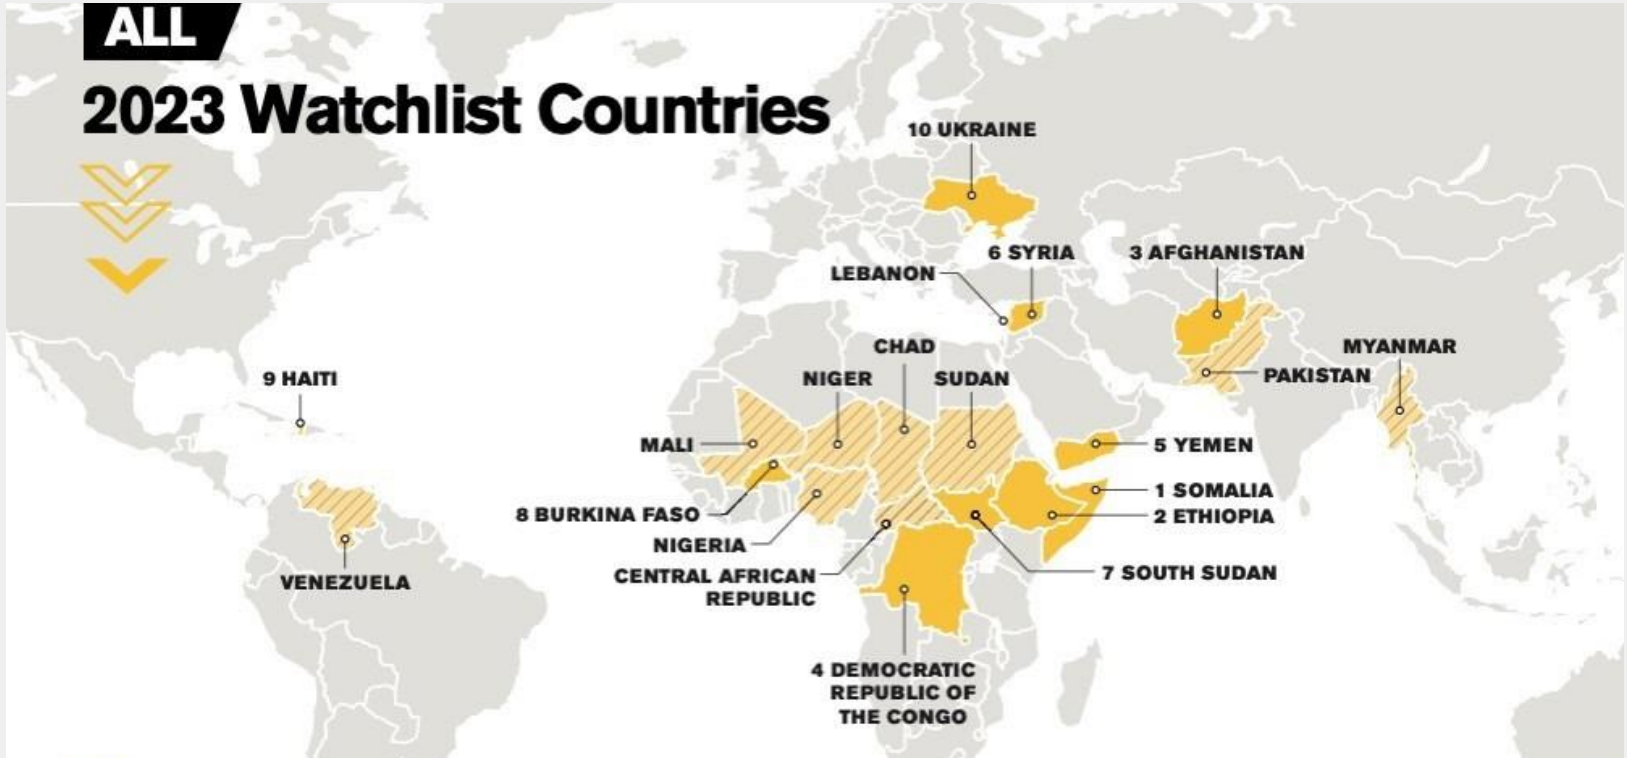 ALL
2023 Watchlist Countries
10 UKRAINE
6 SYRIA
3 AFGHANISTAN
LEBANON
CHAD
MYANMAR
9 HAITI
NIGER
SUDAN
PAKISTAN
MALI
5 YEMEN
1 SOMALIA
8 BURKINA FASO
2 ETHIOPIA
NIGERIA
CENTRAL AFRICAN
REPUBLIC
7 SOUTH SUDAN
VENEZUELA
4 DEMOCRATIC
REPUBLIC OF
THE CONGO